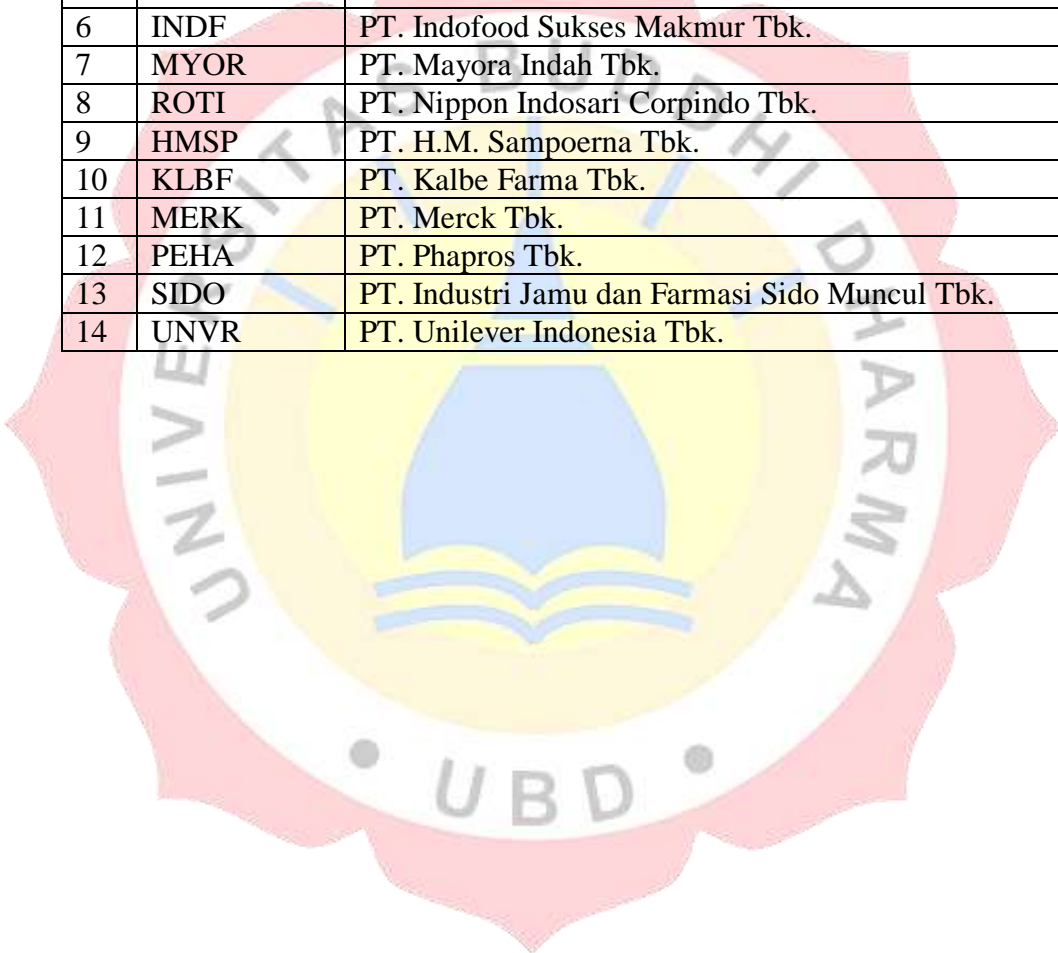 6 INDF PT. Indofood Sukses Makmur Tbk.
7 MYOR PT. Mayora Indah Tbk.
8 ROTI PT. Nippon Indosari Corpindo Tbk.
9 HMSP PT. H.M. Sampoerna Tbk.
10 KLBF PT. Kalbe Farma Tbk.
11 MERK PT. Merck Tbk.
12 PEHA PT. Phapros Tbk.
13 SIDO PT. Industri Jamu dan Farmasi Sido Muncul Tbk.
14 UNVR PT. Unilever Indonesia Tbk.
UNIVERSITAS BUDDHI DHARMA
• UBD •